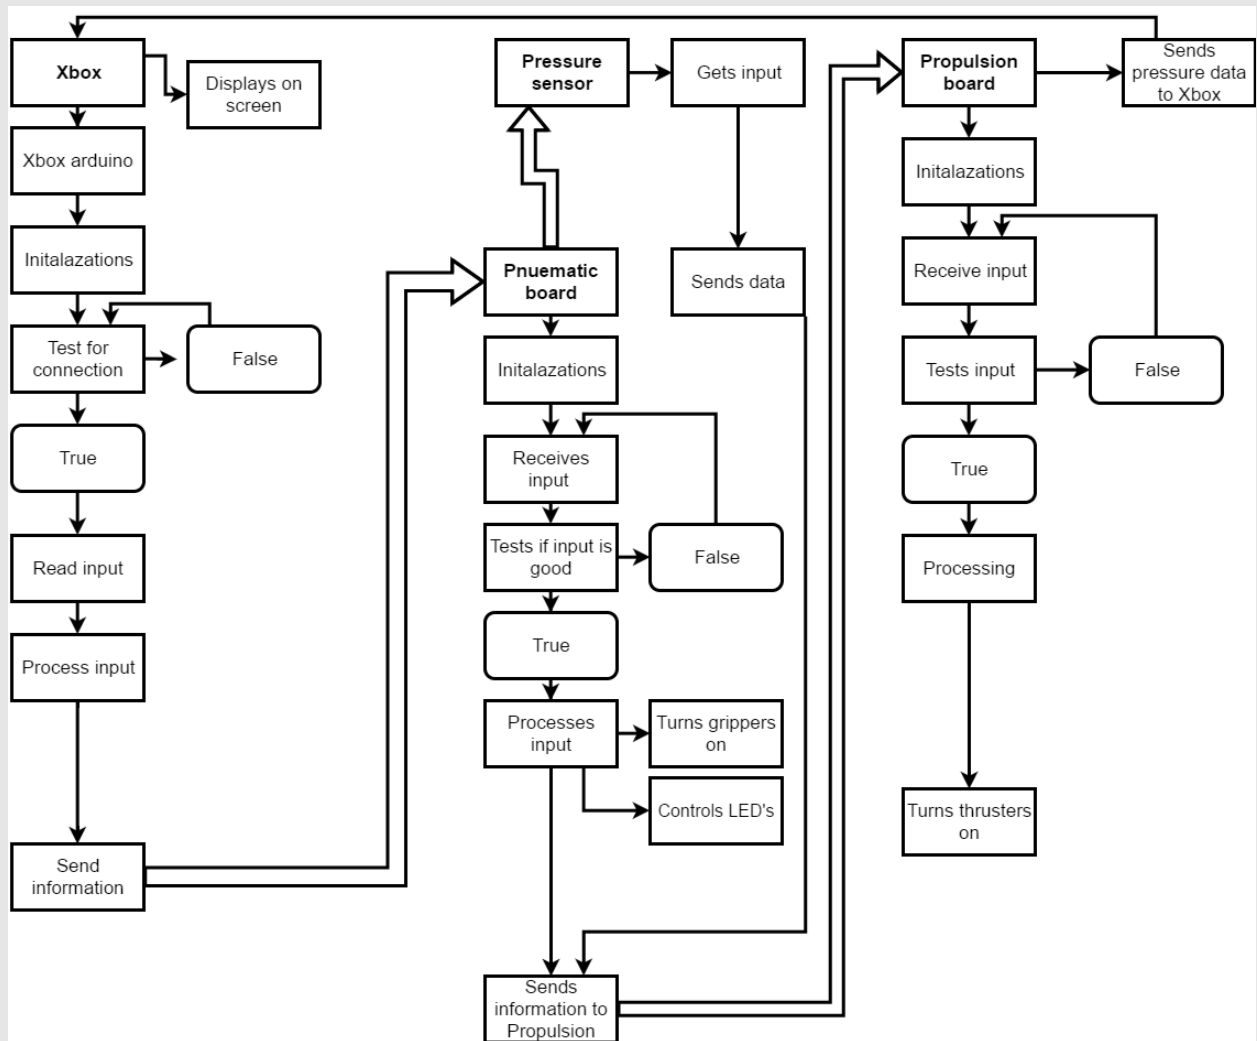 Xbox
Displays on
screen
Xbox arduino
Initalazations
Test for
connection
False
True
Read input
Process input
Send
information
Pressure
sensor
Gets input
Sends data
Pnuematic
board
Initalazations
Receives
input
Tests if input is
good
False
True
Processes
input
Turns grippers
on
Controls LED's
Sends
information to
Propulsion
Propulsion
board
Sends
pressure data
to Xbox
Initalazations
Receive input
Tests input
False
True
Processing
Turns thrusters
on